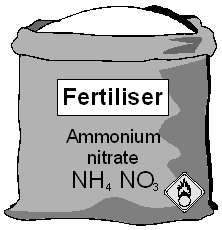 Fertiliser
Ammonium
nitrate
NH₄ NO₃